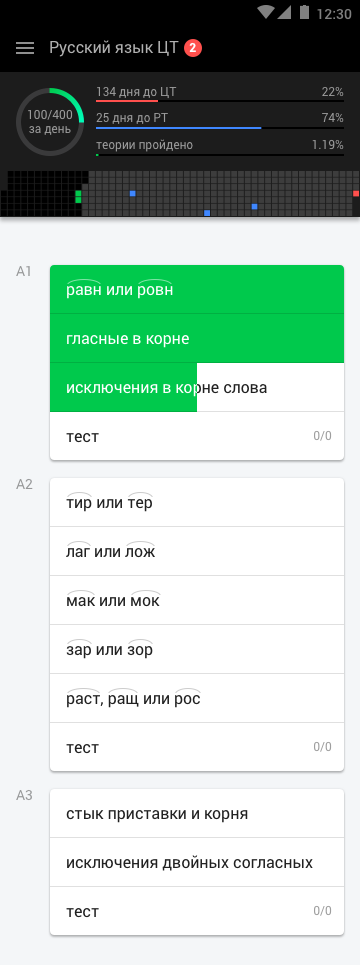 12:30
Русский язык ЦТ 2
100/400
за день
134 дня до ЦТ 22%
25 дня до РТ 74%
теории пройдено 1.19%
А1
равн или ровн
гласные в корне
исключения в корне слова
тест 0/0
А2
тир или тер
лаг или лож
мак или мок
зар или зор
раст, ращ или рос
тест 0/0
А3
стык приставки и корня
исключения двойных согласных
тест 0/0